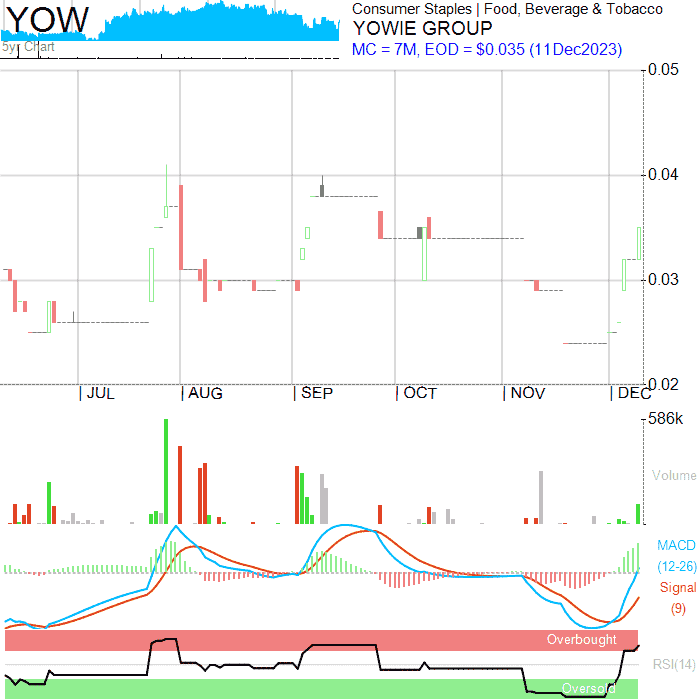 YOW
5yr Chart
Consumer Staples | Food, Beverage & Tobacco
YOWIE GROUP
MC = 7M, EOD = $0.035 (11Dec2023)
0.05
0.04
0.03
0.02
| JUL | AUG | SEP | OCT | NOV | DEC
586k
Volume
MACD
(12-26)
Signal
(9)
Overbought
RSI(14)
Oversold